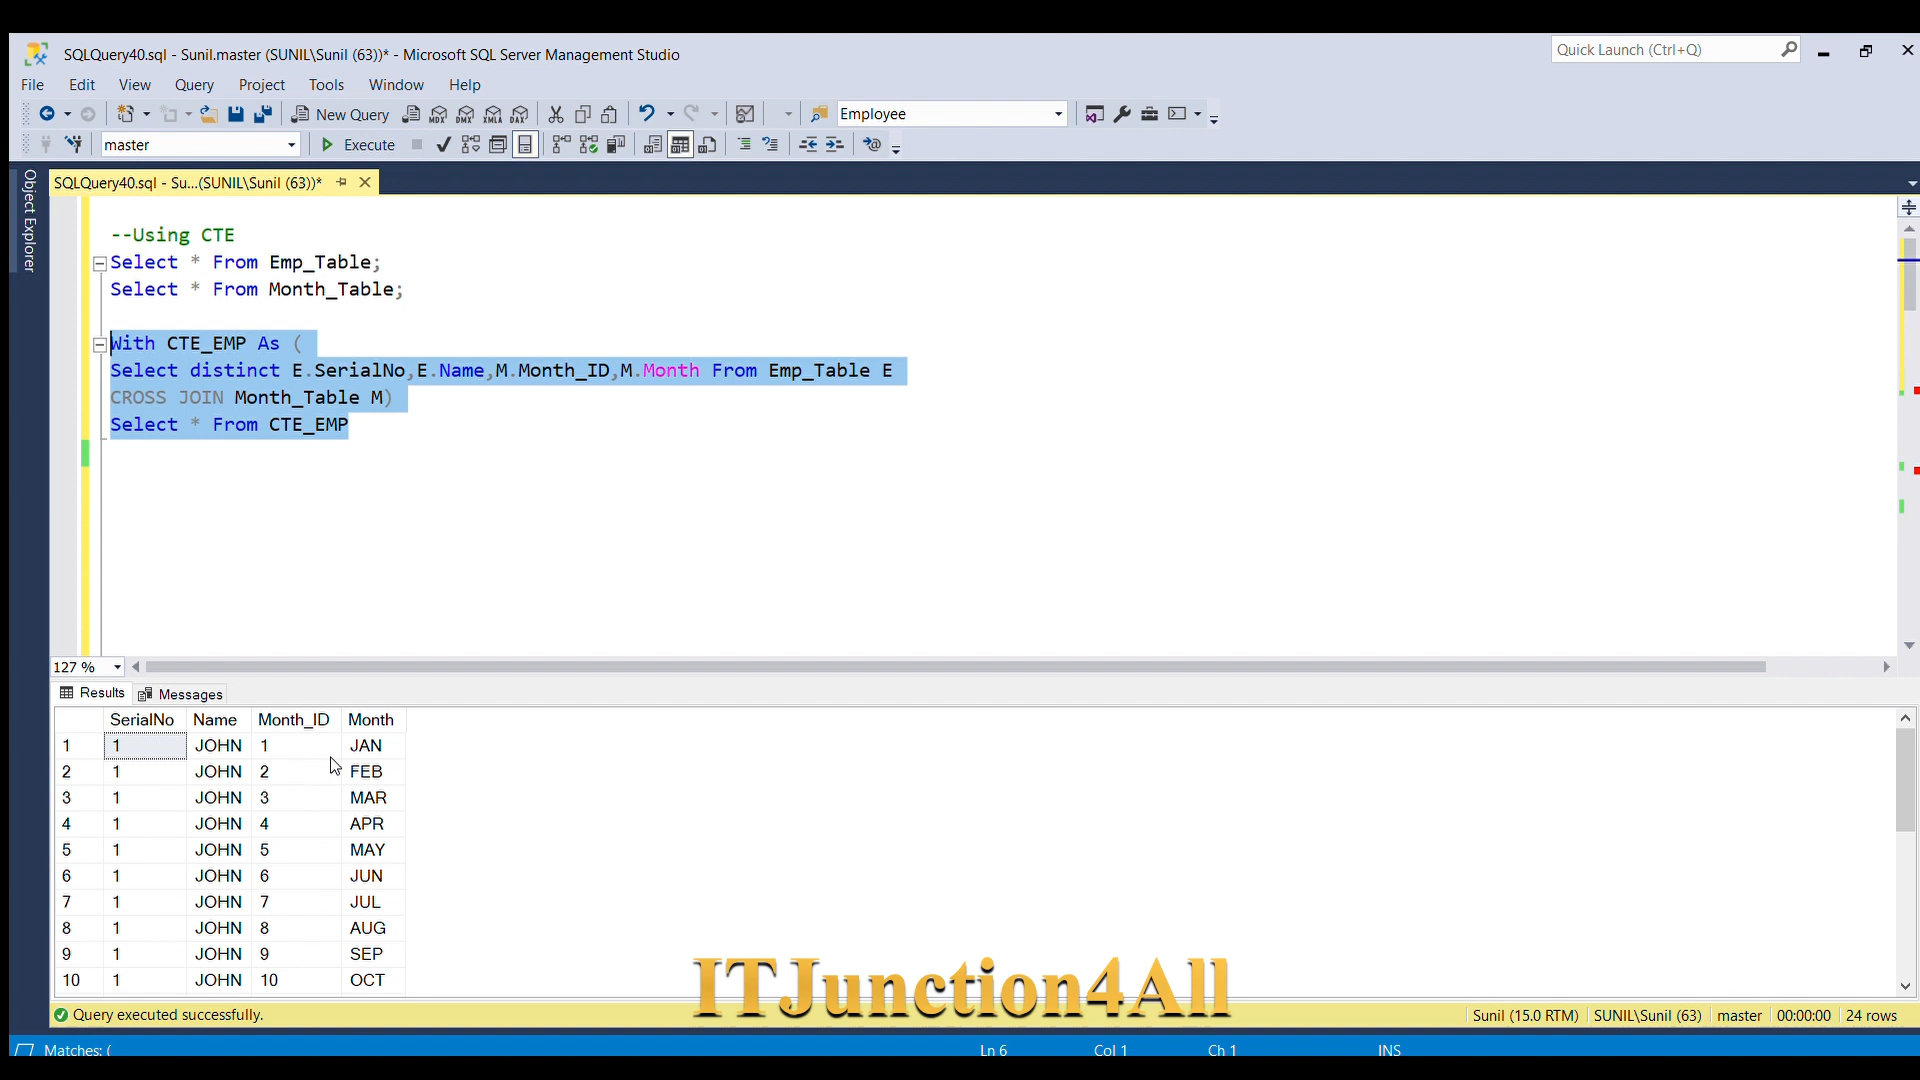 SQLQuery40.sql - Sunil.master (SUNIL\Sunil (63))* - Microsoft SQL Server Management Studio
Quick Launch (Ctrl+Q)
File Edit View Query Project Tools Window Help
New Query MDX DMX XMLA DAX Employee
master Execute
Object Explorer
SQLQuery40.sql - Su...(SUNIL\Sunil (63))*
--Using CTE
Select * From Emp_Table;
Select * From Month_Table;
With CTE_EMP As (
Select distinct E.SerialNo,E.Name,M.Month_ID,M.Month From Emp_Table E
CROSS JOIN Month_Table M)
Select * From CTE_EMP
127 %
Results Messages
SerialNo Name Month_ID Month
1 1 JOHN 1 JAN
2 1 JOHN 2 FEB
3 1 JOHN 3 MAR
4 1 JOHN 4 APR
5 1 JOHN 5 MAY
6 1 JOHN 6 JUN
7 1 JOHN 7 JUL
8 1 JOHN 8 AUG
9 1 JOHN 9 SEP
10 1 JOHN 10 OCT
ITJunction4All
Query executed successfully. Sunil (15.0 RTM) SUNIL\Sunil (63) master 00:00:00 24 rows
Matches: ( Ln 6 Col 1 Ch 1 INS